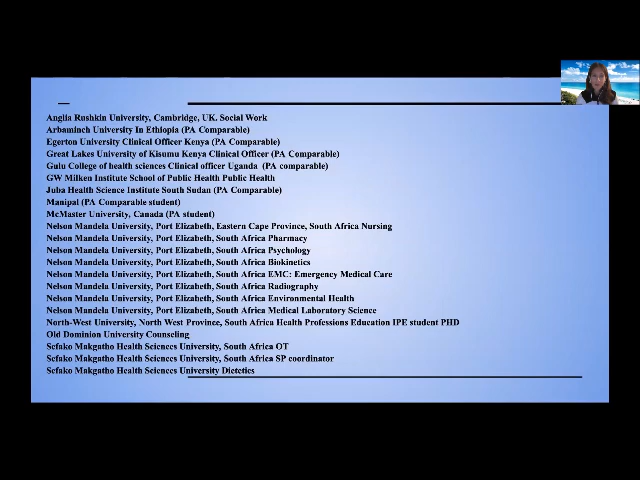 Anglia Rushkin University, Cambridge, UK. Social Work
Arbaminch University In Ethiopia (PA Comparable)
Egerton University Clinical Officer Kenya (PA Comparable)
Great Lakes University of Kisumu Kenya Clinical Officer (PA Comparable)
Gulu College of health sciences Clinical officer Uganda (PA comparable)
GW Milken Institute School of Public Health Public Health
Juba Health Science Institute South Sudan (PA Comparable)
Manipal (PA Comparable student)
McMaster University, Canada (PA student)
Nelson Mandela University, Port Elizabeth, Eastern Cape Province, South Africa Nursing
Nelson Mandela University, Port Elizabeth, South Africa Pharmacy
Nelson Mandela University, Port Elizabeth, South Africa Psychology
Nelson Mandela University, Port Elizabeth, South Africa Biokinetics
Nelson Mandela University, Port Elizabeth, South Africa EMC: Emergency Medical Care
Nelson Mandela University, Port Elizabeth, South Africa Radiography
Nelson Mandela University, Port Elizabeth, South Africa Environmental Health
Nelson Mandela University, Port Elizabeth, South Africa Medical Laboratory Science
North-West University, North West Province, South Africa Health Professions Education IPE student PHD
Old Dominion University Counseling
Sefako Makgatho Health Sciences University, South Africa OT
Sefako Makgatho Health Sciences University, South Africa SP coordinator
Sefako Makgatho Health Sciences University Dietetics